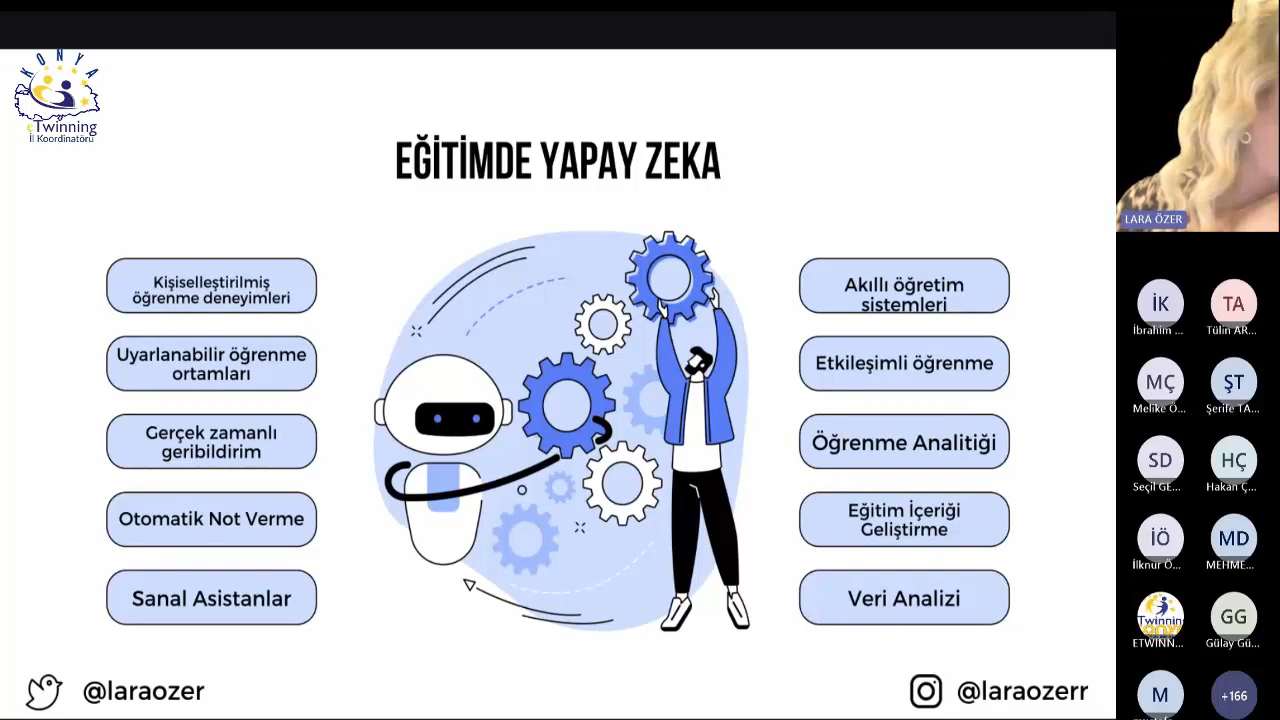 KONYA
eTwinning
İl Koordinatörü
EĞİTİMDE YAPAY ZEKA
Kişiselleştirilmiş
öğrenme deneyimleri
Uyarlanabilir öğrenme
ortamları
Gerçek zamanlı
geribildirim
Otomatik Not Verme
Sanal Asistanlar
Akıllı öğretim
sistemleri
Etkileşimli öğrenme
Öğrenme Analitiği
Eğitim İçeriği
Geliştirme
Veri Analizi
@laraozer
@laraozerr
LARA ÖZER
İK
İbrahim ...
TA
Tülin AR...
MÇ
Melike Ö...
ŞT
Şerife TA...
SD
Seçil GE...
HÇ
Hakan Ç...
İÖ
İlknur Ö...
MD
MEHME...
Twinning
ETWINN...
GG
Gülay Gü...
M
+166